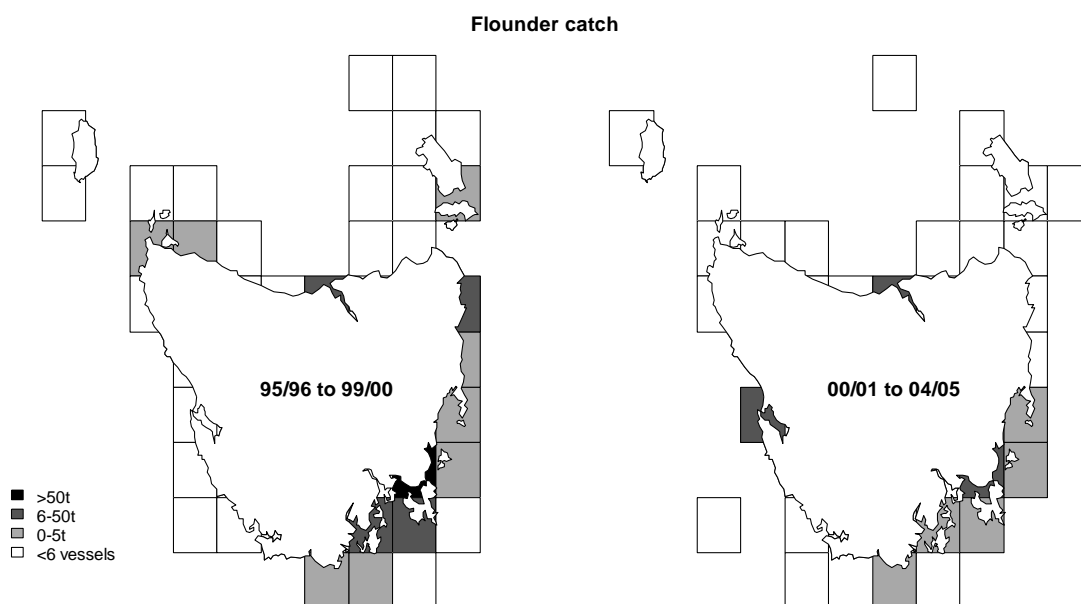 Flounder catch
95/96 to 99/00
00/01 to 04/05
>50t
6-50t
0-5t
<6 vessels